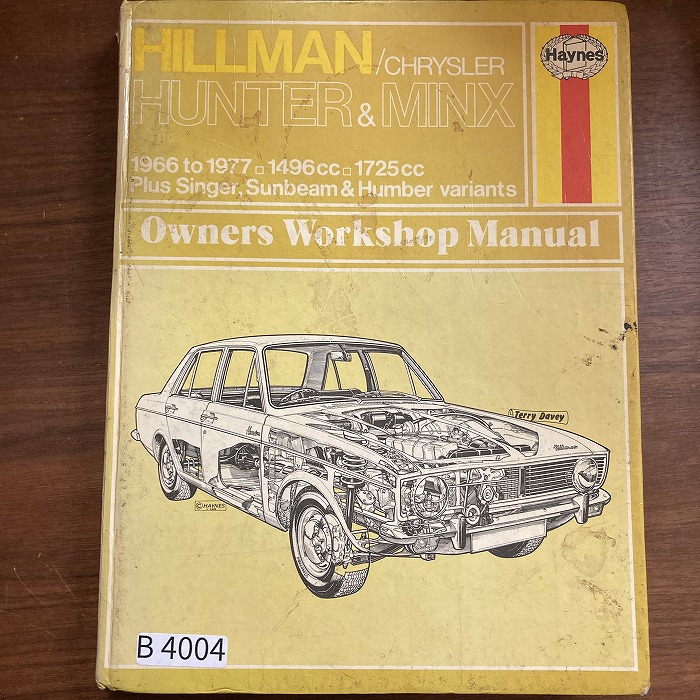 HILLMAN/CHRYSLER
Haynes
HUNTER & MINX
1966 to 1977 □ 1496cc □ 1725cc
Plus Singer, Sunbeam & Humber variants
Owners Workshop Manual
Terry Davey
© HAYNES
B 4004